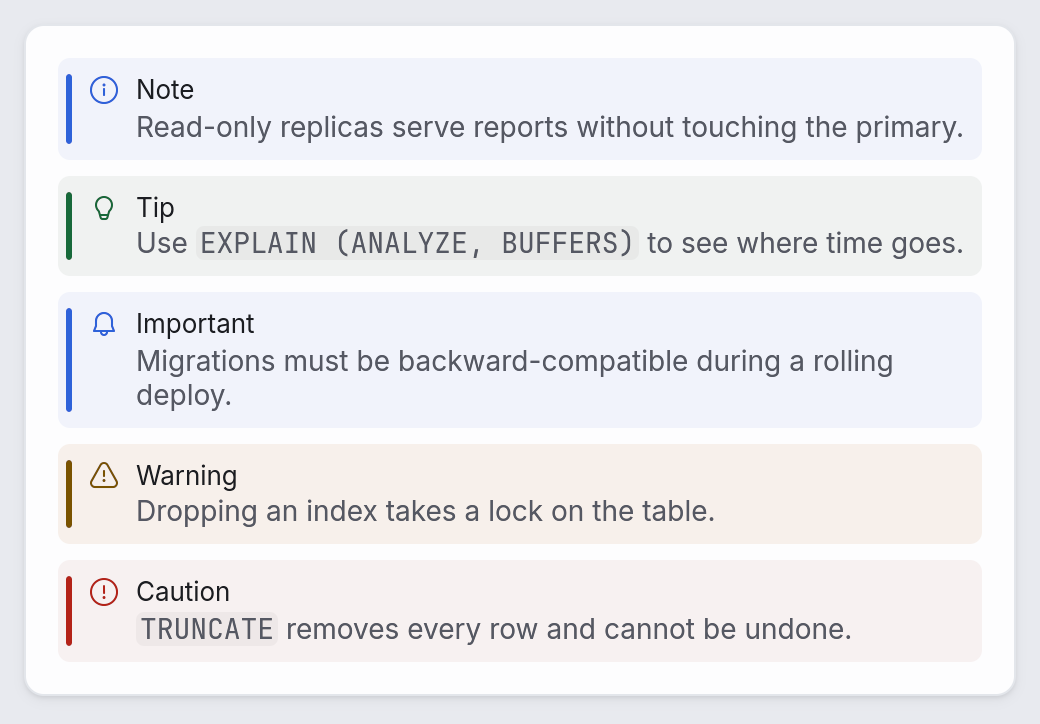 Note
Read-only replicas serve reports without touching the primary.
Tip
Use EXPLAIN (ANALYZE, BUFFERS) to see where time goes.
Important
Migrations must be backward-compatible during a rolling
deploy.
Warning
Dropping an index takes a lock on the table.
Caution
TRUNCATE removes every row and cannot be undone.